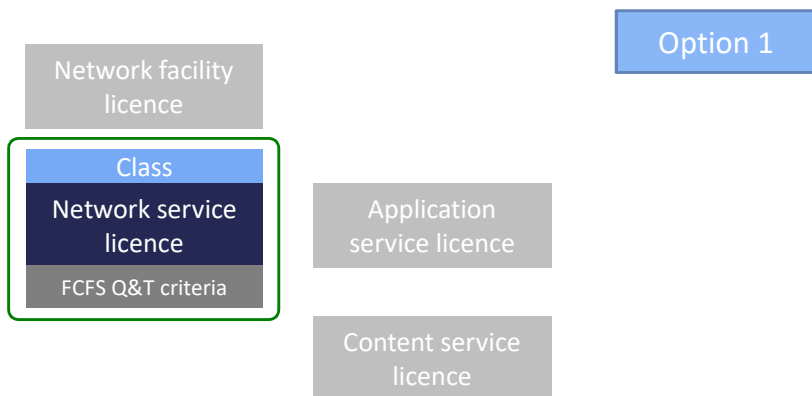 Option 1
Network facility
licence
Class
Network service
licence
FCFS Q&T criteria
Application
service licence
Content service
licence